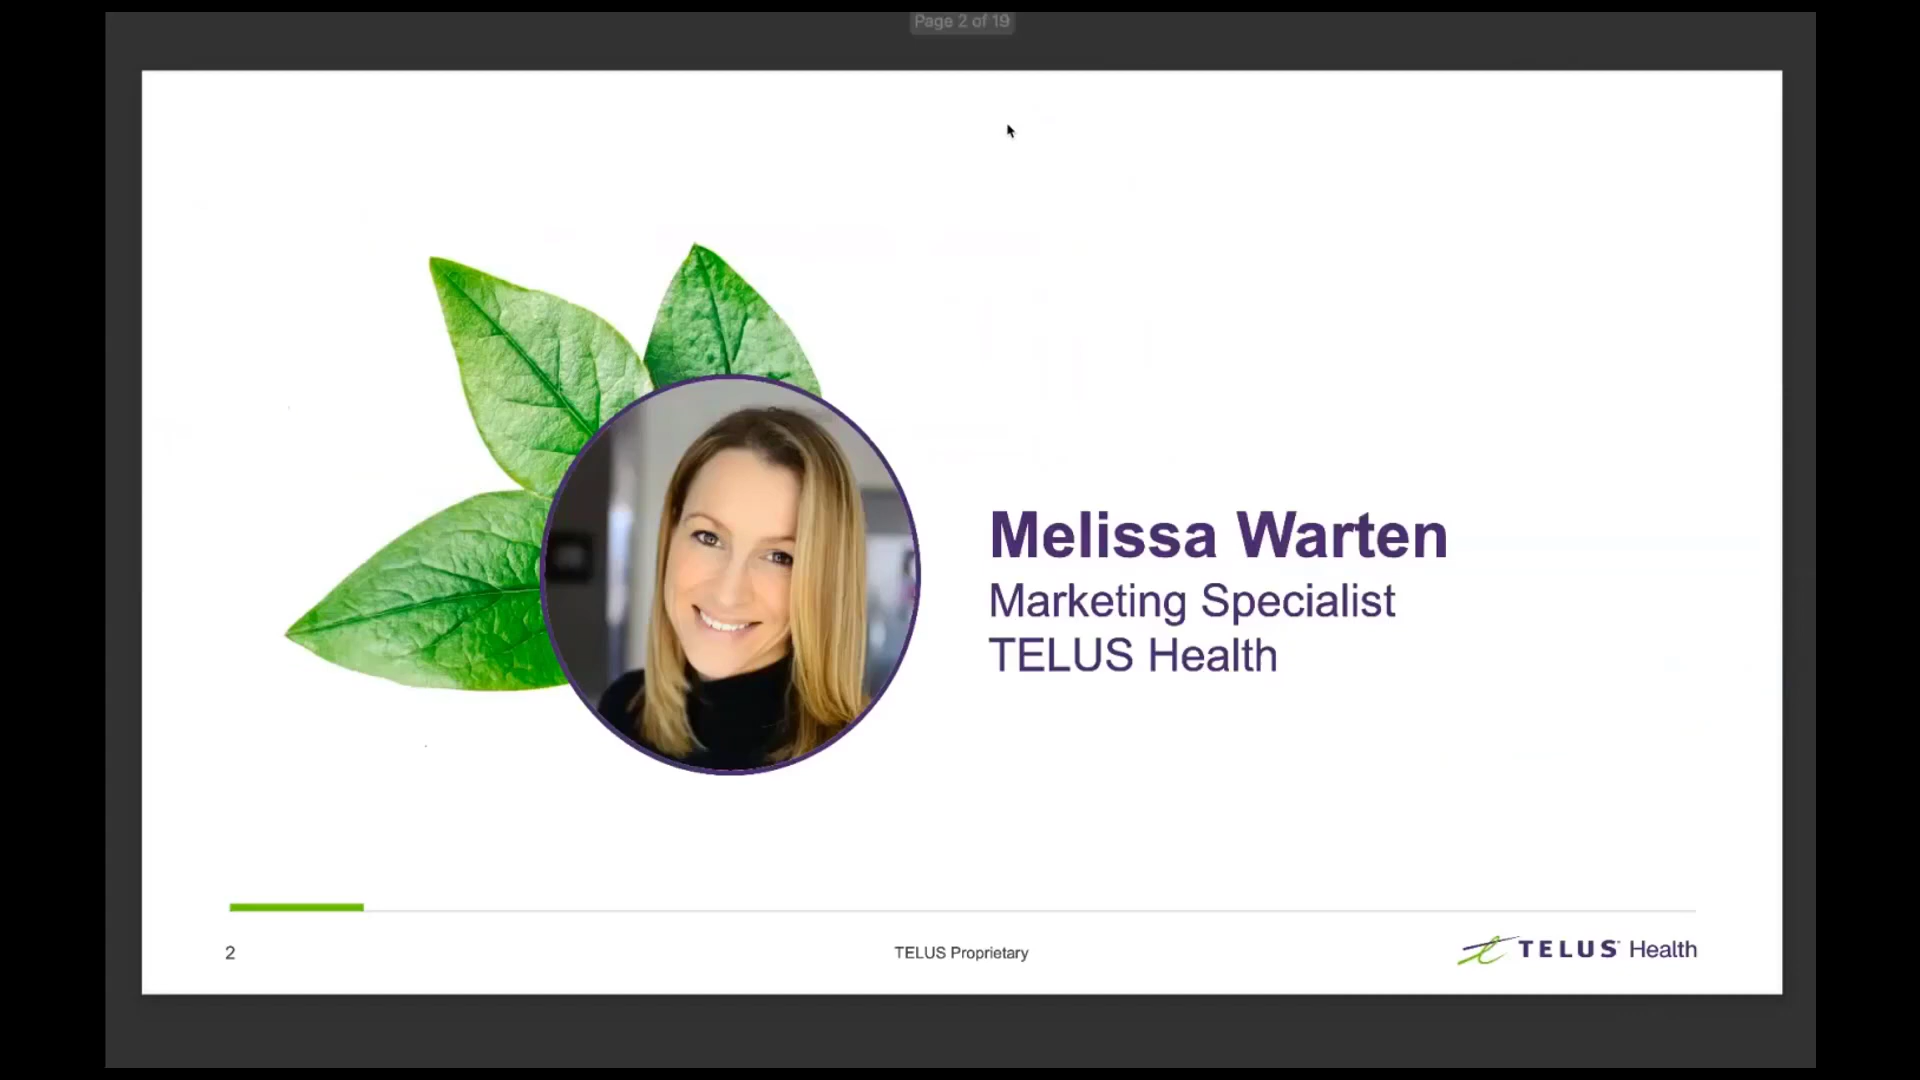 Page 2 of 19
Melissa Warten
Marketing Specialist
TELUS Health
2
TELUS Proprietary
TELUS Health